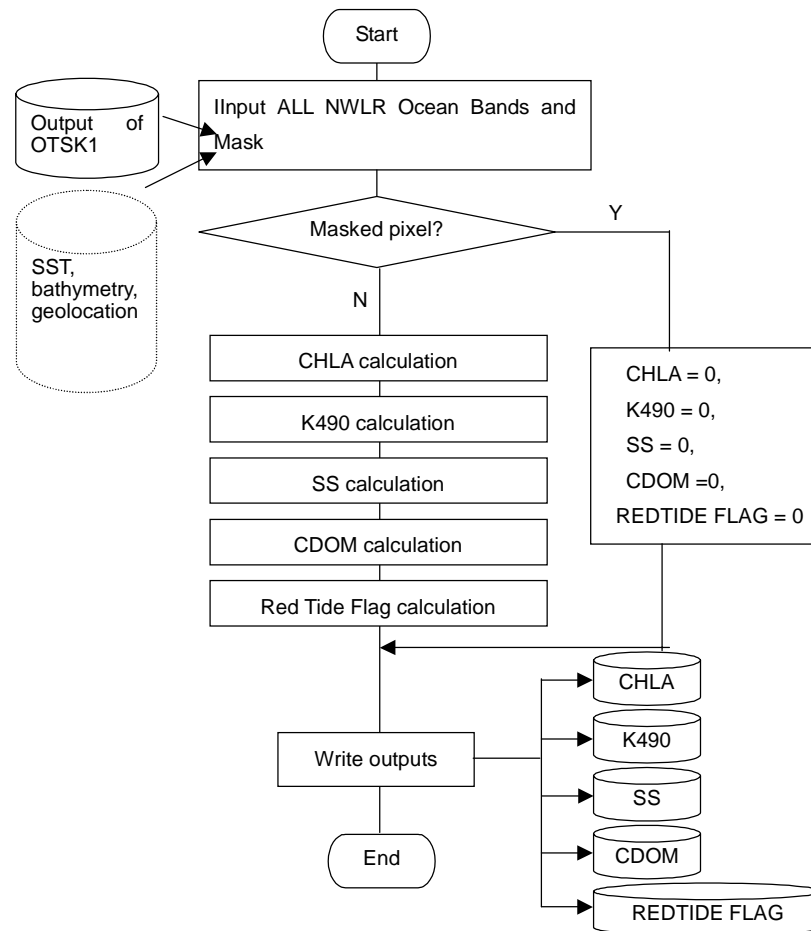 Start
IInput ALL NWLR Ocean Bands and
Mask
Output of
OTSK1
SST,
bathymetry,
geolocation
Masked pixel?
Y
N
CHLA calculation
K490 calculation
SS calculation
CDOM calculation
Red Tide Flag calculation
CHLA = 0,
K490 = 0,
SS = 0,
CDOM =0,
REDTIDE FLAG = 0
Write outputs
CHLA
K490
SS
CDOM
REDTIDE FLAG
End